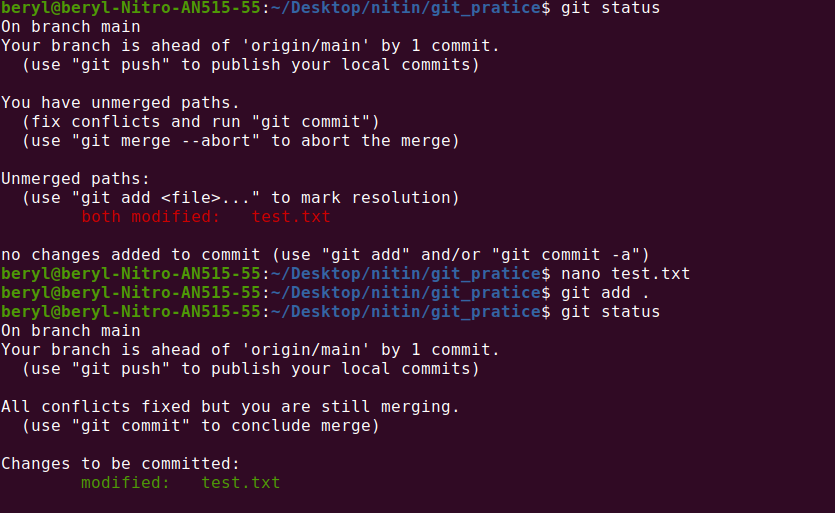 beryl@beryl-Nitro-AN515-55:~/Desktop/nitin/git_pratice$ git status
On branch main
Your branch is ahead of 'origin/main' by 1 commit.
  (use "git push" to publish your local commits)

You have unmerged paths.
  (fix conflicts and run "git commit")
  (use "git merge --abort" to abort the merge)

Unmerged paths:
  (use "git add <file>..." to mark resolution)
        both modified:   test.txt

no changes added to commit (use "git add" and/or "git commit -a")
beryl@beryl-Nitro-AN515-55:~/Desktop/nitin/git_pratice$ nano test.txt
beryl@beryl-Nitro-AN515-55:~/Desktop/nitin/git_pratice$ git add .
beryl@beryl-Nitro-AN515-55:~/Desktop/nitin/git_pratice$ git status
On branch main
Your branch is ahead of 'origin/main' by 1 commit.
  (use "git push" to publish your local commits)

All conflicts fixed but you are still merging.
  (use "git commit" to conclude merge)

Changes to be committed:
        modified:   test.txt